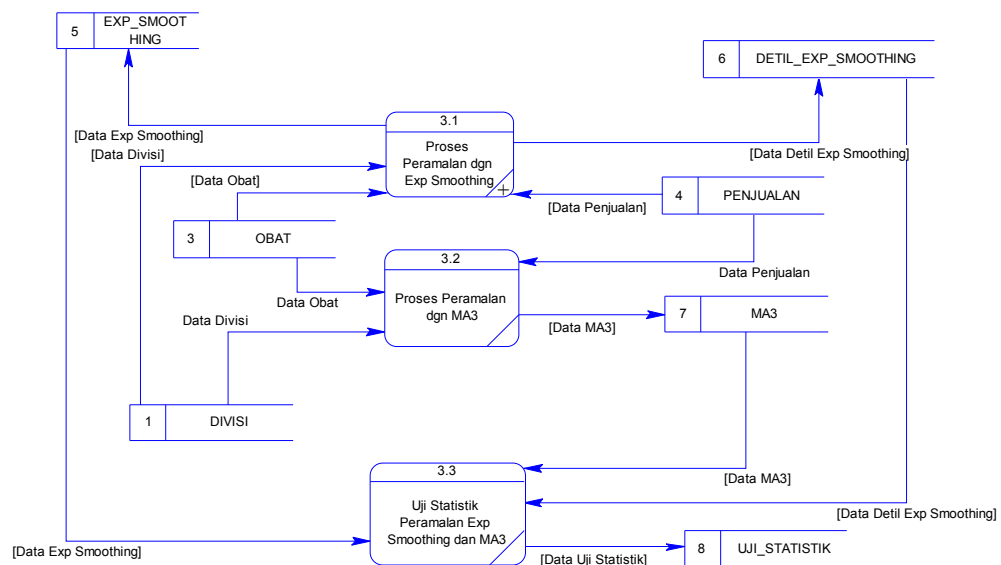 5
EXP_SMOOT
HING
6
DETIL_EXP_SMOOTHING
3.1
Proses
Peramalan dgn
Exp Smoothing
[Data Exp Smoothing]
[Data Divisi]
[Data Detil Exp Smoothing]
[Data Obat]
[Data Penjualan]
4
PENJUALAN
3
OBAT
3.2
Proses Peramalan
dgn MA3
Data Penjualan
Data Obat
Data Divisi
[Data MA3]
7
MA3
1
DIVISI
3.3
Uji Statistik
Peramalan Exp
Smoothing dan MA3
[Data MA3]
[Data Detil Exp Smoothing]
[Data Exp Smoothing]
[Data Uji Statistik]
8
UJI_STATISTIK